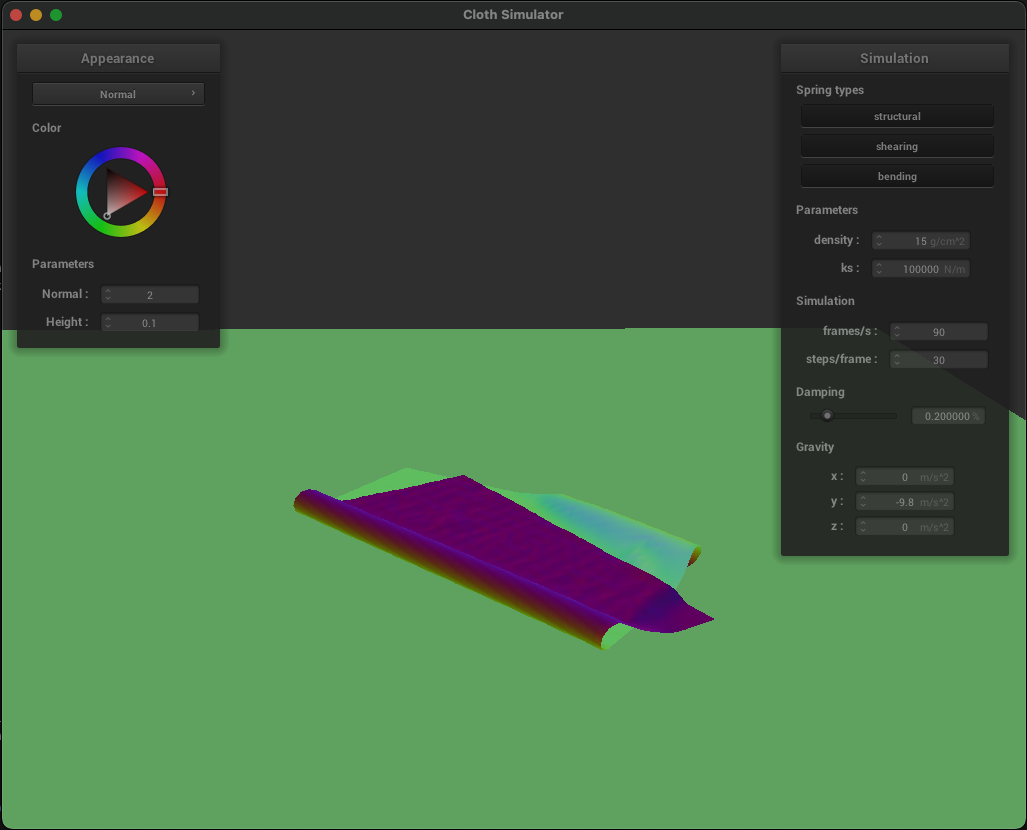 Cloth Simulator
Appearance
Normal
Color
Parameters
Normal : 2
Height : 0.1
Simulation
Spring types
structural
shearing
bending
Parameters
density : 15 g/cm^2
ks : 100000 N/m
Simulation
frames/s : 90
steps/frame : 30
Damping
0.200000 %
Gravity
x : 0 m/s^2
y : -9.8 m/s^2
z : 0 m/s^2